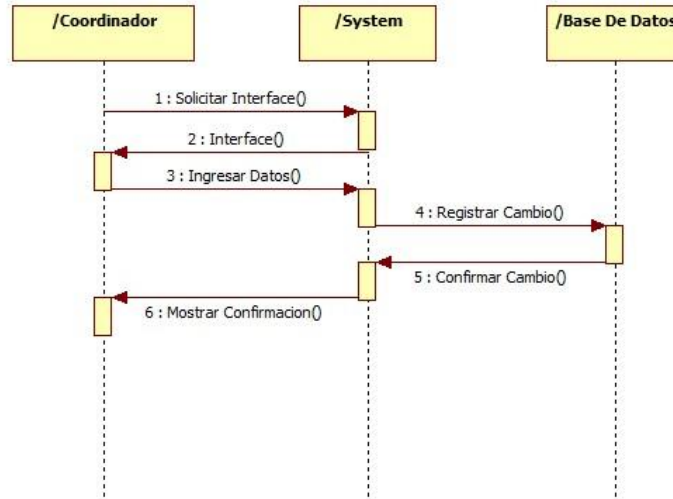 /Coordinador
/System
/Base De Datos
1 : Solicitar Interface()
2 : Interface()
3 : Ingresar Datos()
4 : Registrar Cambio()
5 : Confirmar Cambio()
6 : Mostrar Confirmacion()